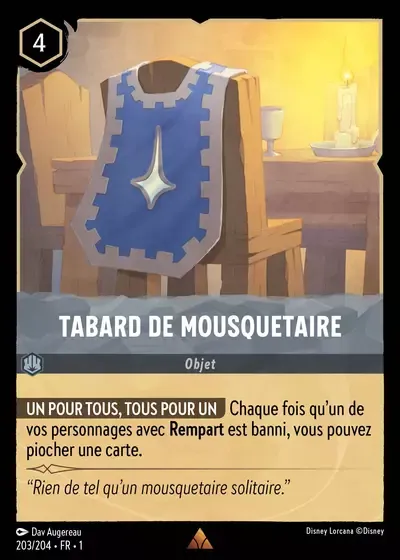 4
TABARD DE MOUSQUETAIRE
Objet
UN POUR TOUS, TOUS POUR UN Chaque fois qu'un de
vos personnages avec Rempart est banni, vous pouvez
piocher une carte.
“Rien de tel qu'un mousquetaire solitaire.”
Dav Augereau
203/204 • FR • 1
Disney Lorcana ©Disney